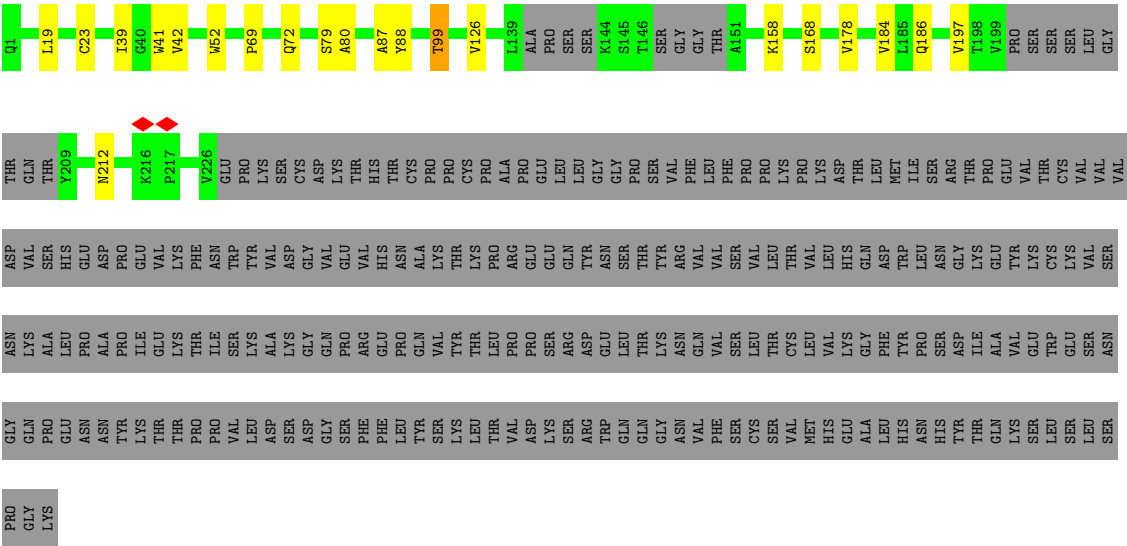 Q1 L19 C23 I39 G40 W41 V42 W52 P69 Q72 S79 A80 A87 Y88 T99 V126 L139 ALA PRO SER SER K144 S145 T146 SER GLY GLY THR A151 K158 S168 V178 V184 L185 Q186 V197 T198 V199 PRO SER SER SER LEU GLY
THR GLN THR Y209 N212 K216 P217 V226 GLU PRO LYS SER CYS ASP LYS THR HIS THR CYS PRO PRO CYS PRO ALA PRO GLU LEU LEU GLY GLY PRO SER VAL PHE LEU PHE PRO PRO LYS PRO LYS ASP THR LEU MET ILE SER ARG THR PRO GLU VAL THR CYS VAL VAL VAL
ASP VAL SER HIS GLU ASP PRO GLU VAL LYS PHE ASN TRP TYR VAL ASP GLY VAL GLU VAL HIS ASN ALA LYS THR LYS PRO ARG GLU GLU GLN TYR ASN SER THR TYR ARG VAL VAL SER VAL LEU THR VAL LEU HIS GLN ASP TRP LEU ASN GLY LYS GLU TYR LYS CYS LYS VAL SER
ASN LYS ALA LEU PRO ALA PRO ILE GLU LYS THR ILE SER LYS ALA LYS GLY GLN PRO ARG GLU PRO GLN VAL TYR THR LEU PRO PRO SER ARG ASP GLU LEU THR LYS ASN GLN VAL SER LEU THR CYS LEU VAL LYS GLY PHE TYR PRO SER ASP ILE ALA VAL GLU TRP GLU SER ASN
GLY GLN PRO GLU ASN ASN TYR LYS THR THR PRO PRO VAL LEU ASP SER ASP GLY SER PHE PHE LEU TYR SER LYS LEU THR VAL ASP LYS SER ARG TRP GLN GLN GLY ASN VAL PHE SER CYS SER VAL MET HIS GLU ALA LEU HIS ASN HIS TYR THR GLN LYS SER LEU SER LEU SER
PRO GLY LYS